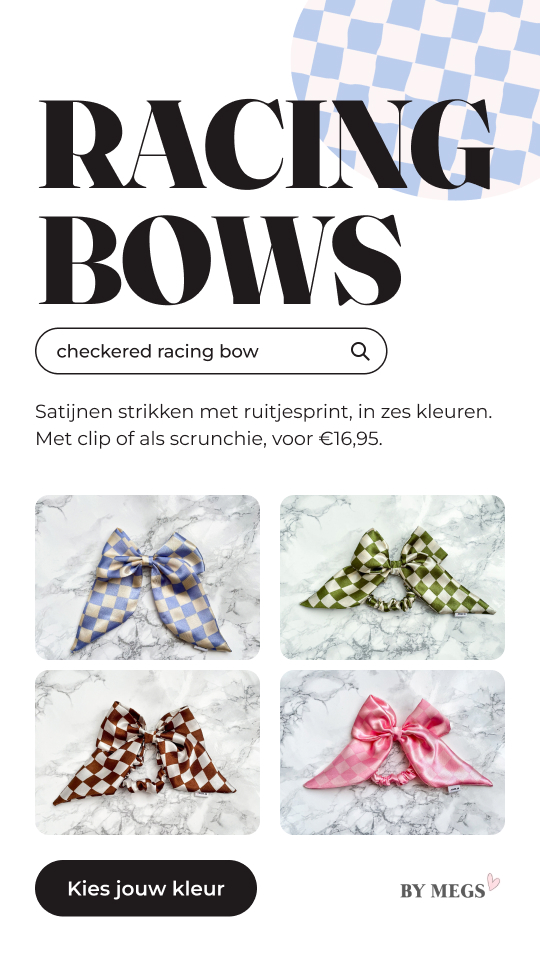 RACING
BOWS
checkered racing bow
Satijnen strikken met ruitjesprint, in zes kleuren.
Met clip of als scrunchie, voor €16,95.
Kies jouw kleur
BY MEGS